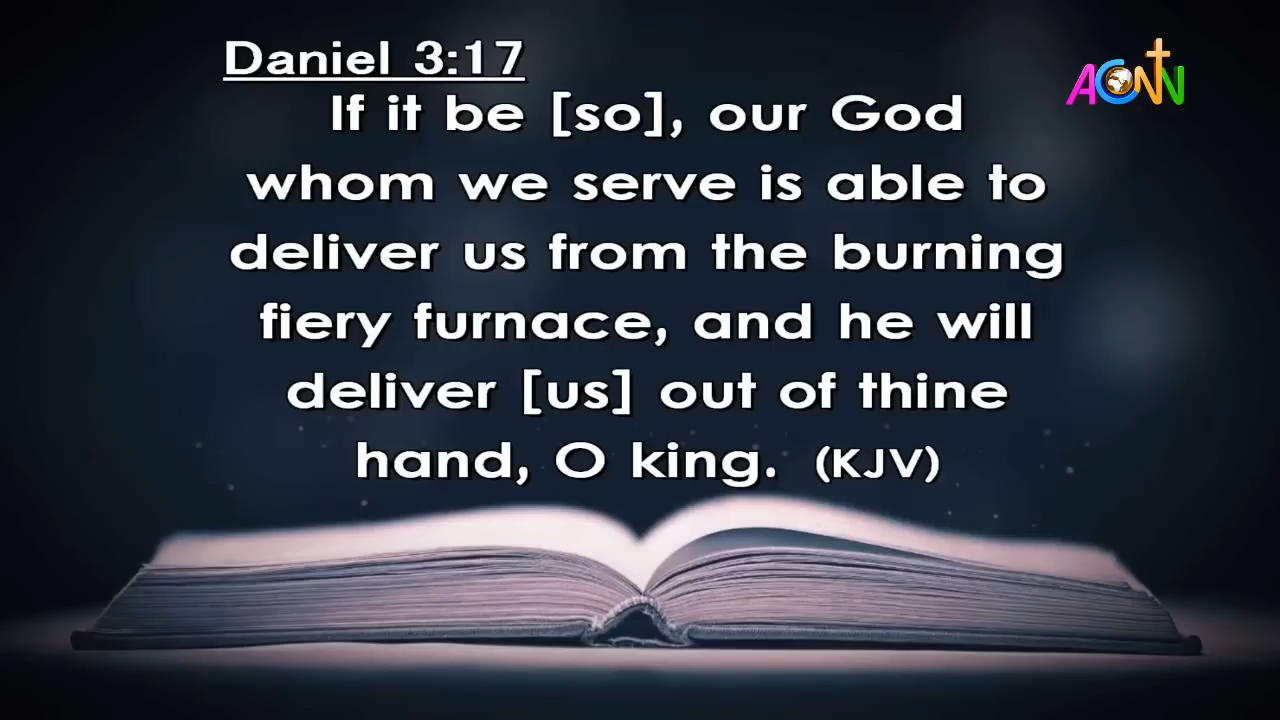 Daniel 3:17
ACNN
If it be [so], our God
whom we serve is able to
deliver us from the burning
fiery furnace, and he will
deliver [us] out of thine
hand, O king. (KJV)